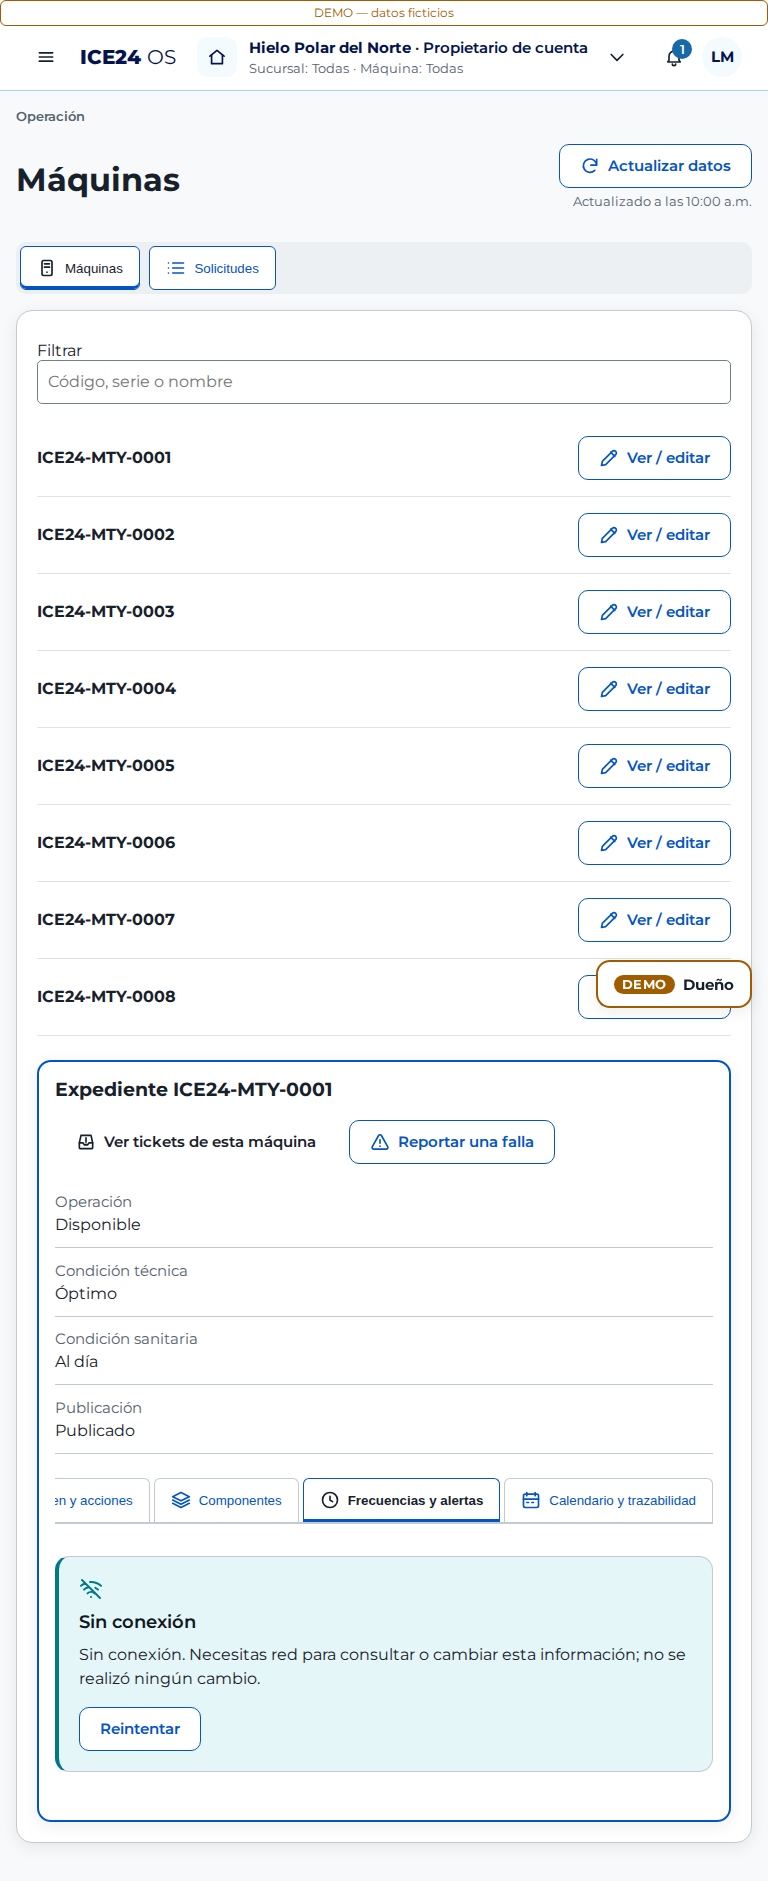 DEMO — datos ficticios
ICE24 OS
Hielo Polar del Norte · Propietario de cuenta
Sucursal: Todas · Máquina: Todas
1
LM
Operación
Máquinas
Actualizar datos
Actualizado a las 10:00 a.m.
Máquinas
Solicitudes
Filtrar
Código, serie o nombre
ICE24-MTY-0001
Ver / editar
ICE24-MTY-0002
Ver / editar
ICE24-MTY-0003
Ver / editar
ICE24-MTY-0004
Ver / editar
ICE24-MTY-0005
Ver / editar
ICE24-MTY-0006
Ver / editar
ICE24-MTY-0007
Ver / editar
ICE24-MTY-0008
DEMO Dueño
Expediente ICE24-MTY-0001
Ver tickets de esta máquina
Reportar una falla
Operación
Disponible
Condición técnica
Óptimo
Condición sanitaria
Al día
Publicación
Publicado
en y acciones
Componentes
Frecuencias y alertas
Calendario y trazabilidad
Sin conexión
Sin conexión. Necesitas red para consultar o cambiar esta información; no se
realizó ningún cambio.
Reintentar